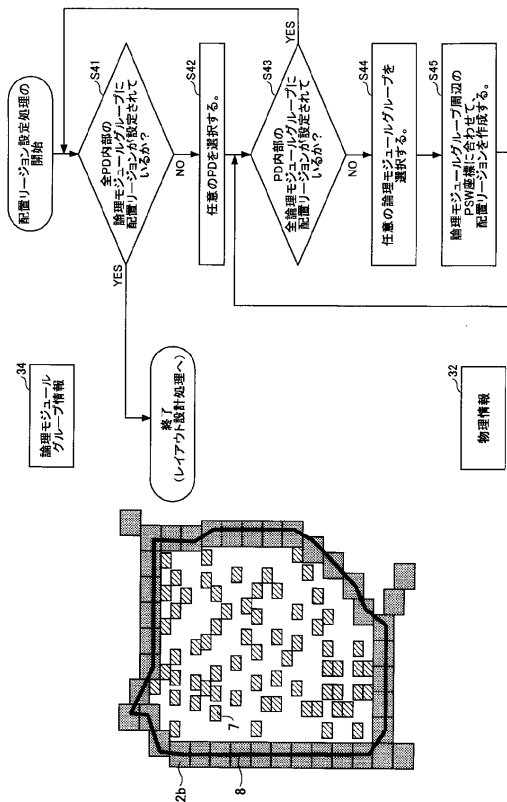 配置リージョン設定処理の
開始
S41
全PD内部の
論理モジュールグループに
配置リージョンが設定されて
いるか?
YES
NO
S42
任意のPDを選択する。
S43
PD内部の
全論理モジュールグループに
配置リージョンが設定されて
いるか?
YES
NO
S44
任意の論理モジュールグループを
選択する。
S45
論理モジュールグループ周辺の
PSW座標に合わせて、
配置リージョンを作成する。
34
論理モジュール
グループ情報
終了
(レイアウト設計処理へ)
32
物理情報
7
2b
8